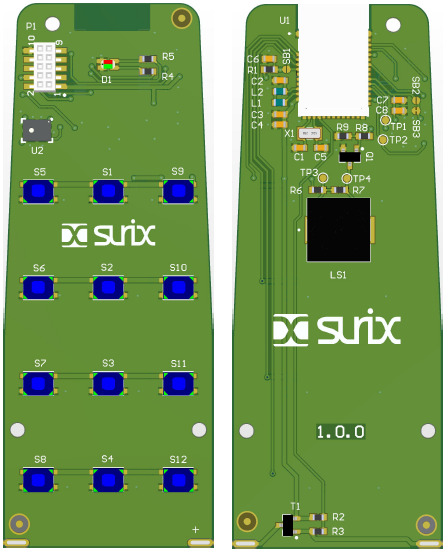 P1
10 9
2 1
D1
R5
R4
U2
S5 S1 S9
surix
S6 S2 S10
S7 S3 S11
S8 S4 S12
+
U1
C6
R1
SB1
C2
L2
L1
C3
C4
X1
C1 C5
R9 R8
Q1
SB2
C7
C8
SB3
TP1
TP2
TP3 TP4
R6 R7
LS1
surix
1.0.0
T1
R2
R3